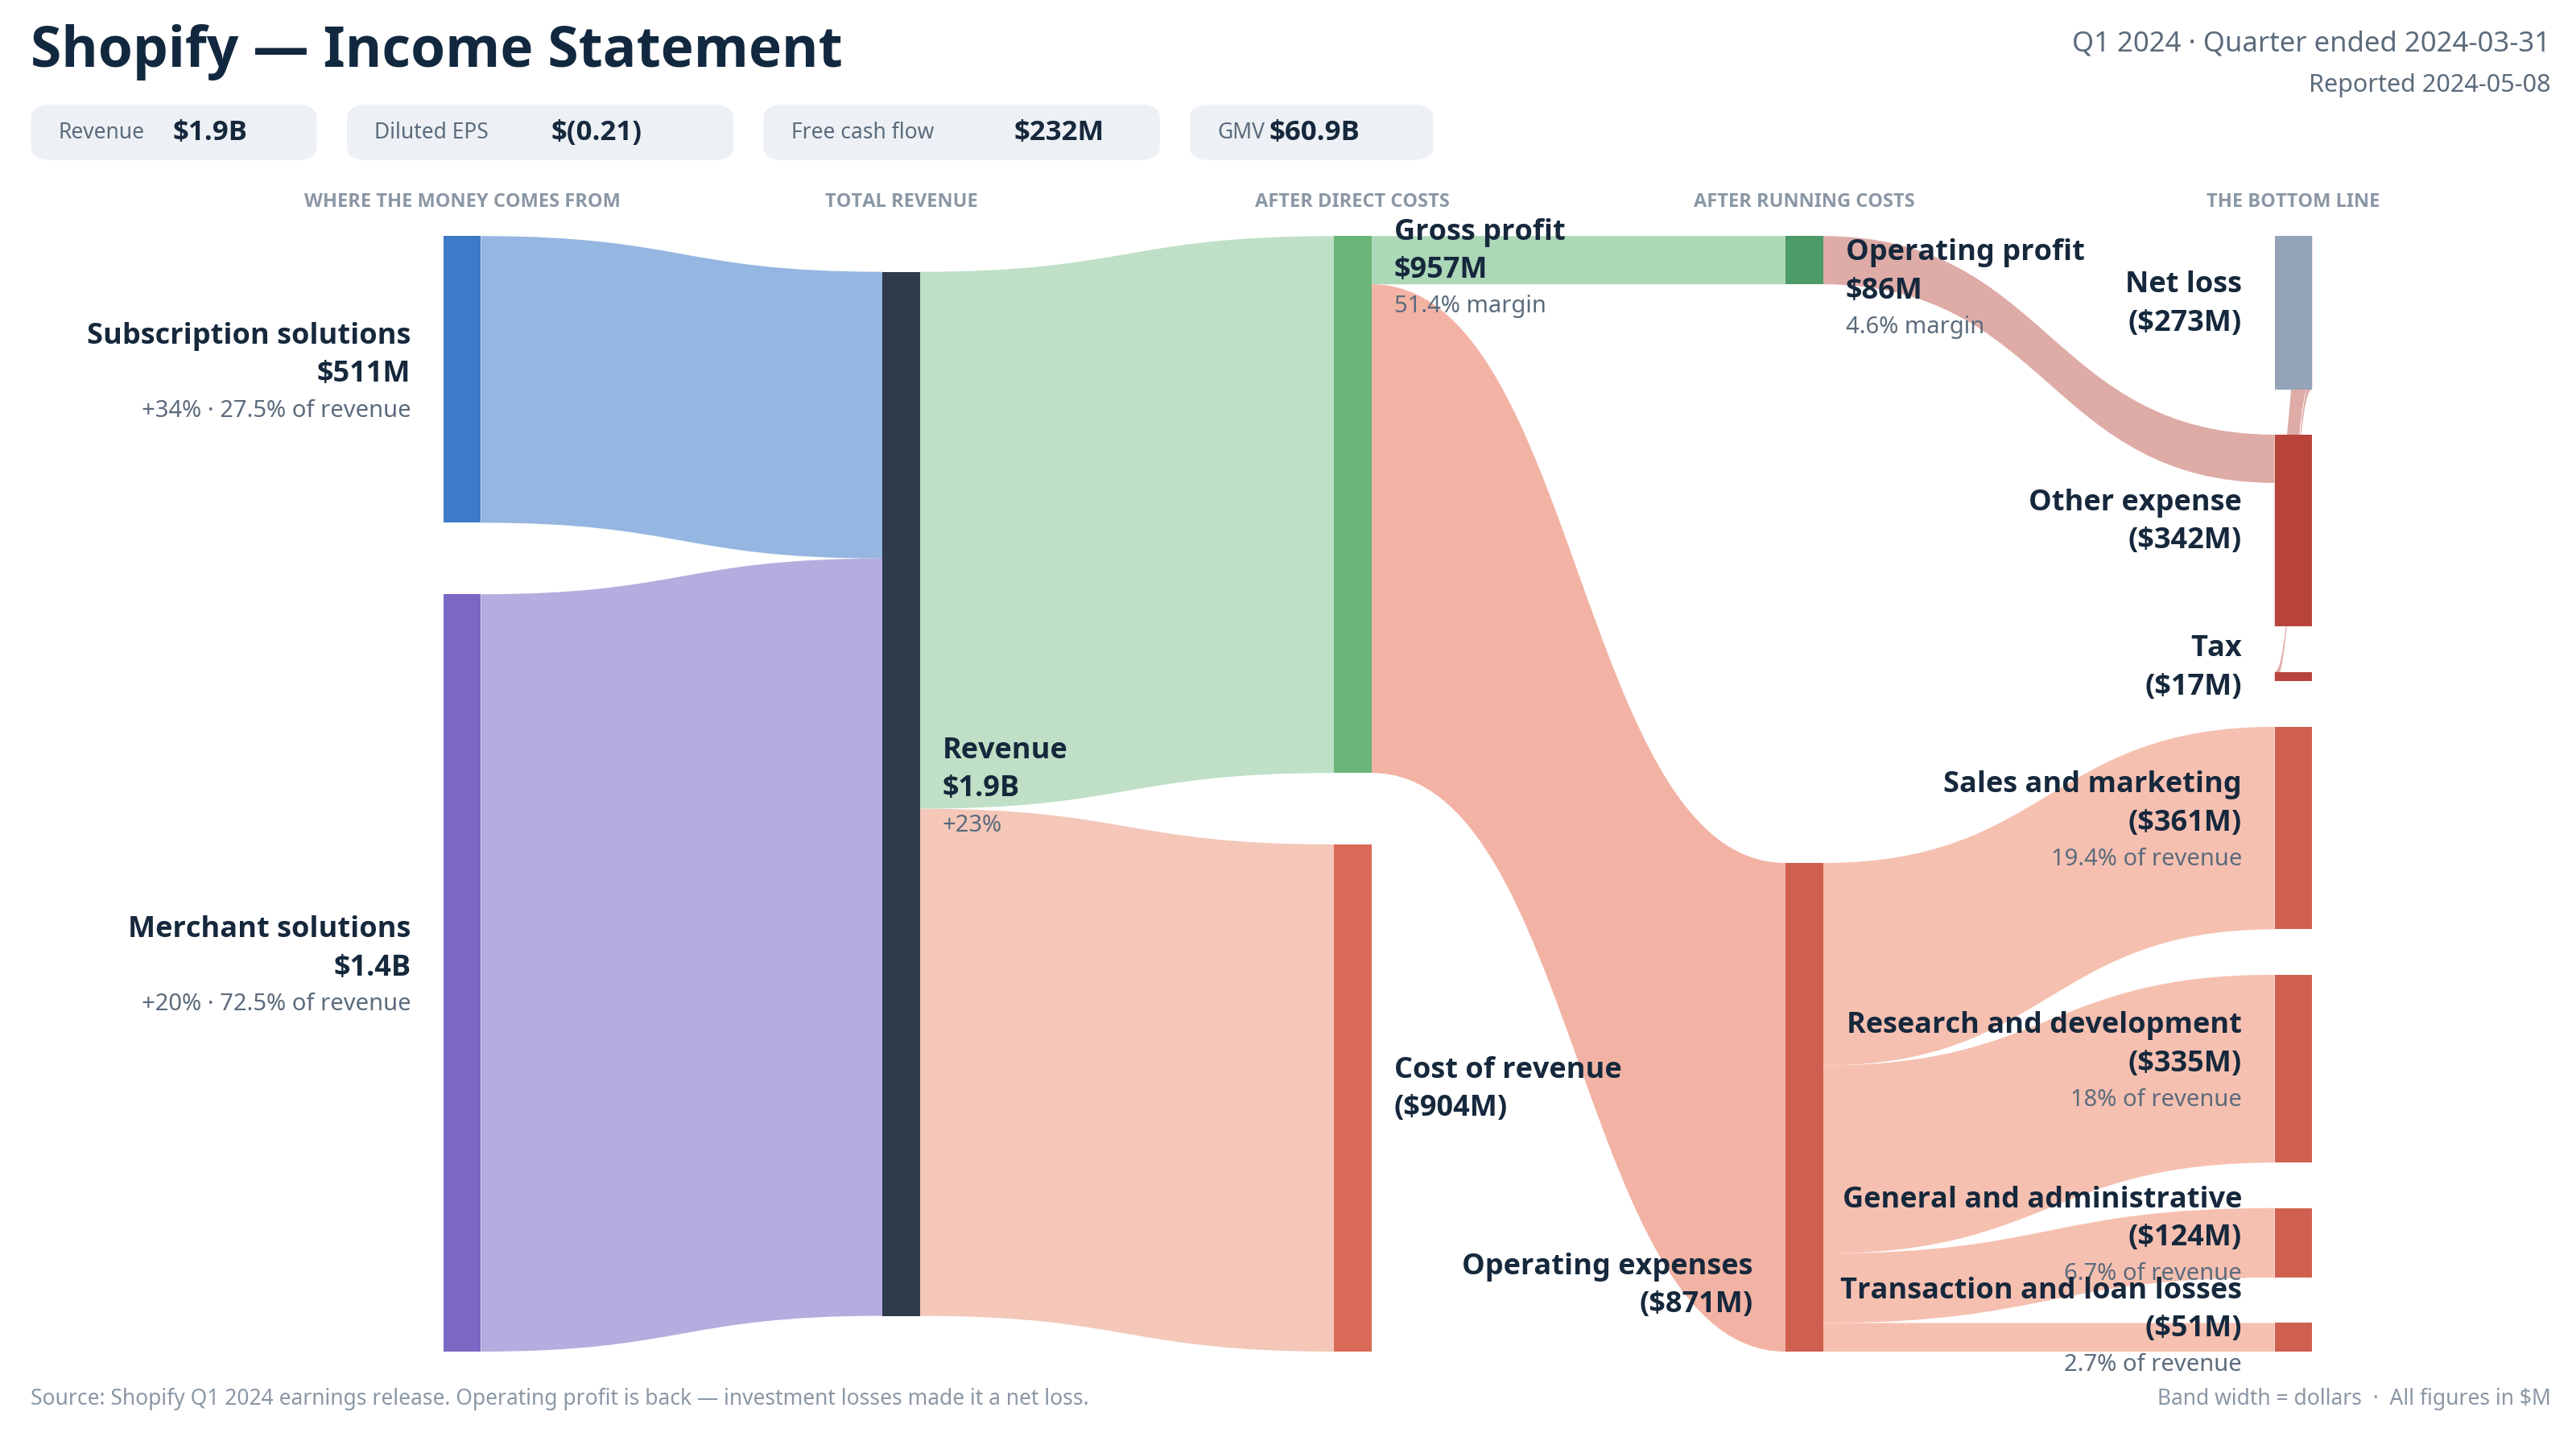 Shopify — Income Statement
Q1 2024 · Quarter ended 2024-03-31
Reported 2024-05-08
Revenue $1.9B
Diluted EPS $(0.21)
Free cash flow $232M
GMV $60.9B
WHERE THE MONEY COMES FROM
TOTAL REVENUE
AFTER DIRECT COSTS
AFTER RUNNING COSTS
THE BOTTOM LINE
Subscription solutions
$511M
+34% · 27.5% of revenue
Merchant solutions
$1.4B
+20% · 72.5% of revenue
Revenue
$1.9B
+23%
Gross profit
$957M
51.4% margin
Cost of revenue
($904M)
Operating profit
$86M
4.6% margin
Operating expenses
($871M)
Net loss
($273M)
Other expense
($342M)
Tax
($17M)
Sales and marketing
($361M)
19.4% of revenue
Research and development
($335M)
18% of revenue
General and administrative
($124M)
6.7% of revenue
Transaction and loan losses
($51M)
2.7% of revenue
Source: Shopify Q1 2024 earnings release. Operating profit is back — investment losses made it a net loss.
Band width = dollars · All figures in $M